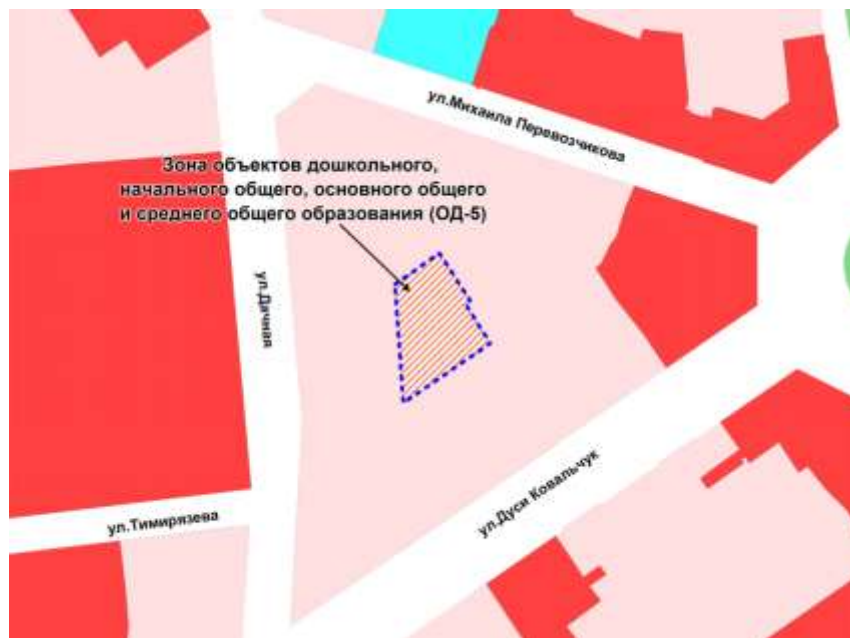 ул.Михаила Перевозчикова
Зона объектов дошкольного,
начального общего, основного общего
и среднего общего образования (ОД-5)
ул.Дачная
ул.Дуси Ковальчук
ул.Тимирязева